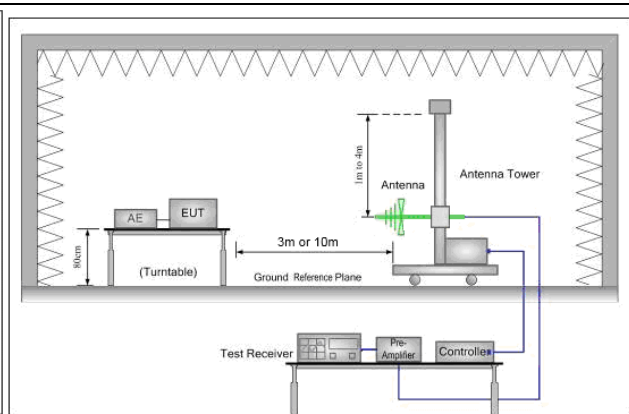 1m to 4m
Antenna
Antenna Tower
AE
EUT
80cm
(Turntable)
3m or 10m
Ground Reference Plane
Test Receiver
Pre-
Amplifier
Controller